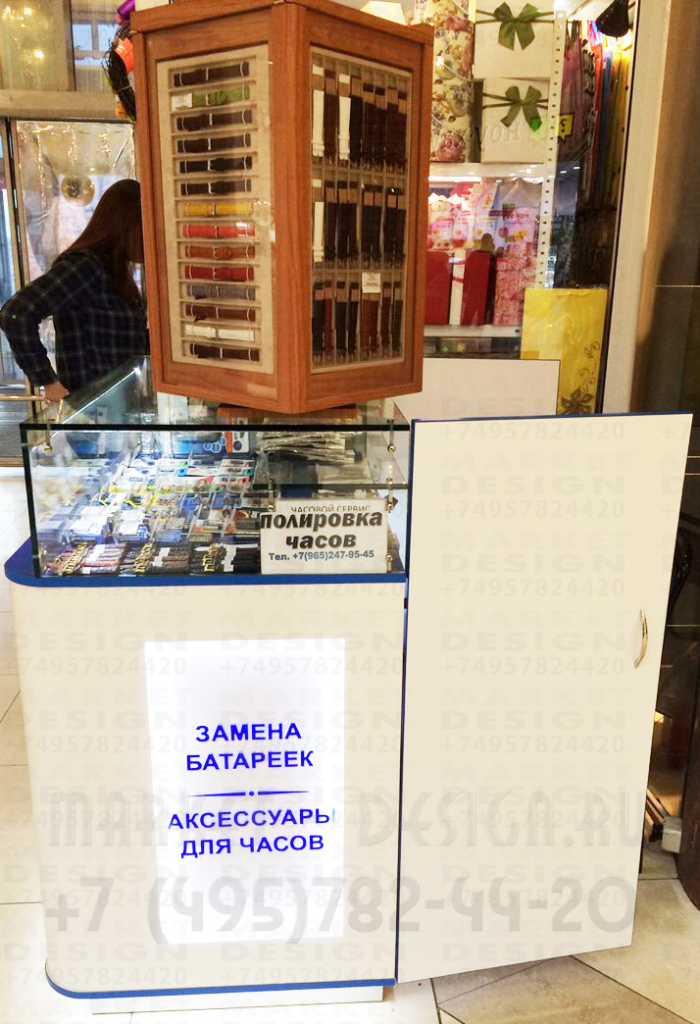 ЧАСОВОЙ СЕРВИС
полировка
часов
Тел. +7(965)247-95-45
ЗАМЕНА
БАТАРЕЕК
АКСЕССУАРЫ
ДЛЯ ЧАСОВ
MARKET-DESIGN.RU
+7 (495)782-44-20
MARKET
DESIGN
+74957824420